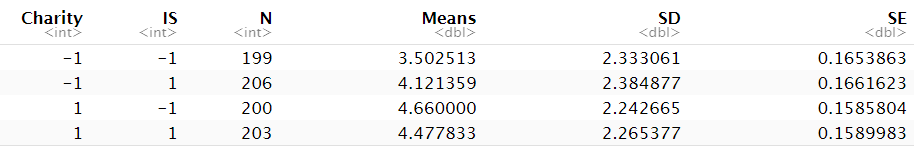 Charity IS N Means SD SE
<int> <int> <int> <dbl> <dbl> <dbl>
-1 -1 199 3.502513 2.333061 0.1653863
-1 1 206 4.121359 2.384877 0.1661623
1 -1 200 4.660000 2.242665 0.1585804
1 1 203 4.477833 2.265377 0.1589983